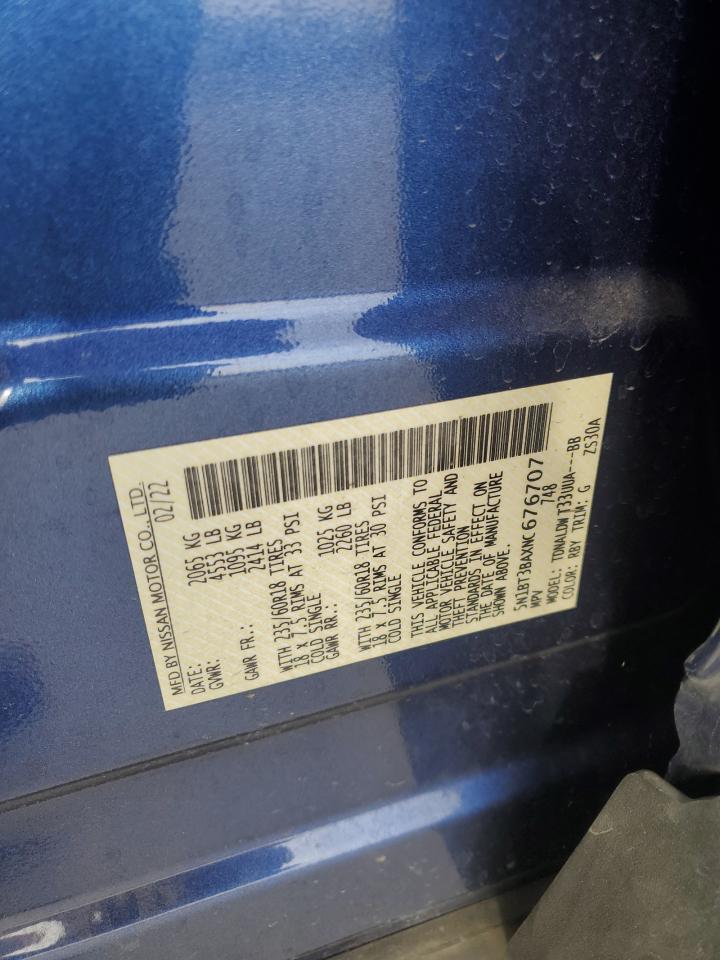 MFD BY NISSAN MOTOR CO., LTD.
DATE: 02/22
GVWR: 2065 KG
4553 LB
GAWR FR.: 1095 KG
2414 LB
WITH 235/60R18 TIRES
18 x 7.5 RIMS AT 33 PSI
COLD SINGLE
GAWR RR.: 1025 KG
2260 LB
WITH 235/60R18 TIRES
18 x 7.5 RIMS AT 30 PSI
COLD SINGLE
THIS VEHICLE CONFORMS TO
ALL APPLICABLE FEDERAL
MOTOR VEHICLE SAFETY AND
THEFT PREVENTION
STANDARDS IN EFFECT ON
THE DATE OF MANUFACTURE
SHOWN ABOVE.
5N1BT3BAXNC676707
MPV 748
MODEL: TDNALDW T33UUA---BB
COLOR: RBY TRIM: G ZS30A